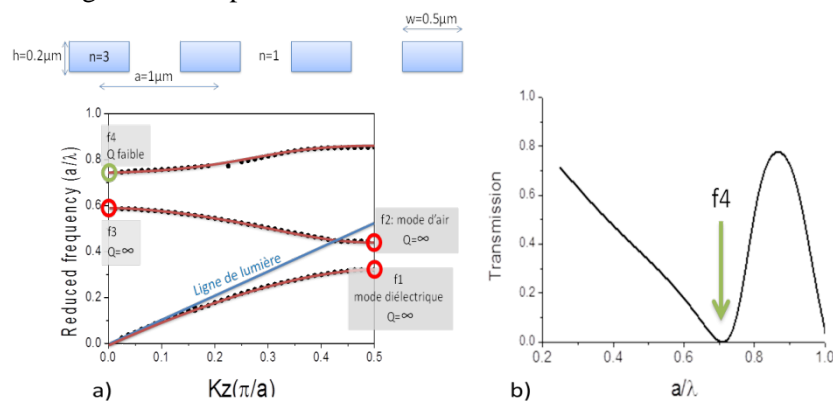 h=0.2µm
n=3
n=1
w=0.5µm
a=1µm
Reduced frequency (a/λ)
1.0
0.8
0.6
0.4
0.2
0.0
f4
Q faible
f3
Q=∞
Ligne de lumière
f2: mode d'air
Q=∞
f1
mode diélectrique
Q=∞
0.0 0.1 0.2 0.3 0.4 0.5
a) Kz(π/a)
Transmission
1.0
0.8
0.6
0.4
0.2
0.0
f4
0.2 0.4 0.6 0.8 1.0
b) a/λ